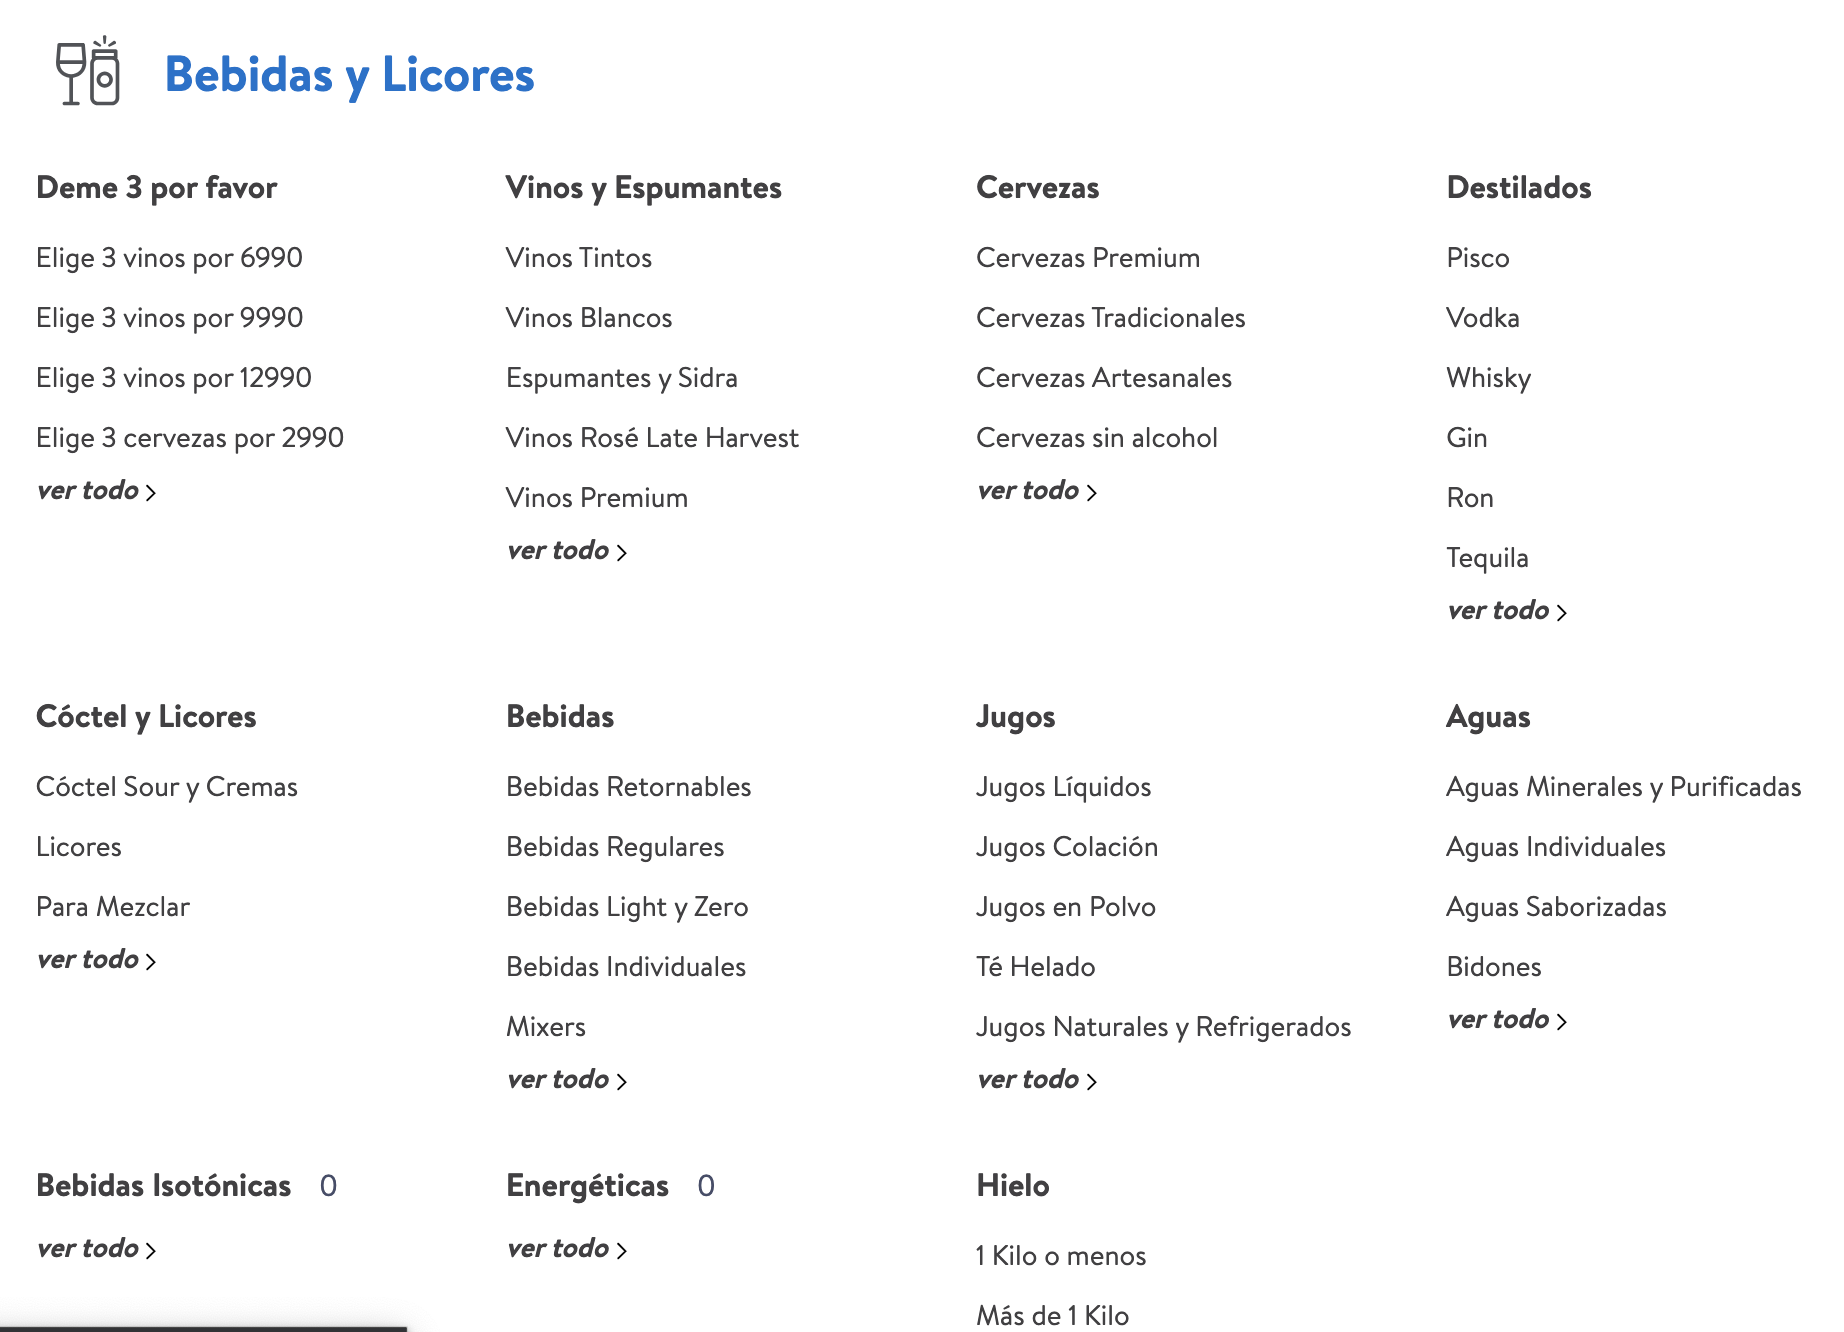 Bebidas y Licores
Deme 3 por favor
Elige 3 vinos por 6990
Elige 3 vinos por 9990
Elige 3 vinos por 12990
Elige 3 cervezas por 2990
ver todo
Vinos y Espumantes
Vinos Tintos
Vinos Blancos
Espumantes y Sidra
Vinos Rosé Late Harvest
Vinos Premium
ver todo
Cervezas
Cervezas Premium
Cervezas Tradicionales
Cervezas Artesanales
Cervezas sin alcohol
ver todo
Destilados
Pisco
Vodka
Whisky
Gin
Ron
Tequila
ver todo
Cóctel y Licores
Cóctel Sour y Cremas
Licores
Para Mezclar
ver todo
Bebidas
Bebidas Retornables
Bebidas Regulares
Bebidas Light y Zero
Bebidas Individuales
Mixers
ver todo
Jugos
Jugos Líquidos
Jugos Colación
Jugos en Polvo
Té Helado
Jugos Naturales y Refrigerados
ver todo
Aguas
Aguas Minerales y Purificadas
Aguas Individuales
Aguas Saborizadas
Bidones
ver todo
Bebidas Isotónicas 0
ver todo
Energéticas 0
ver todo
Hielo
1 Kilo o menos
Más de 1 Kilo